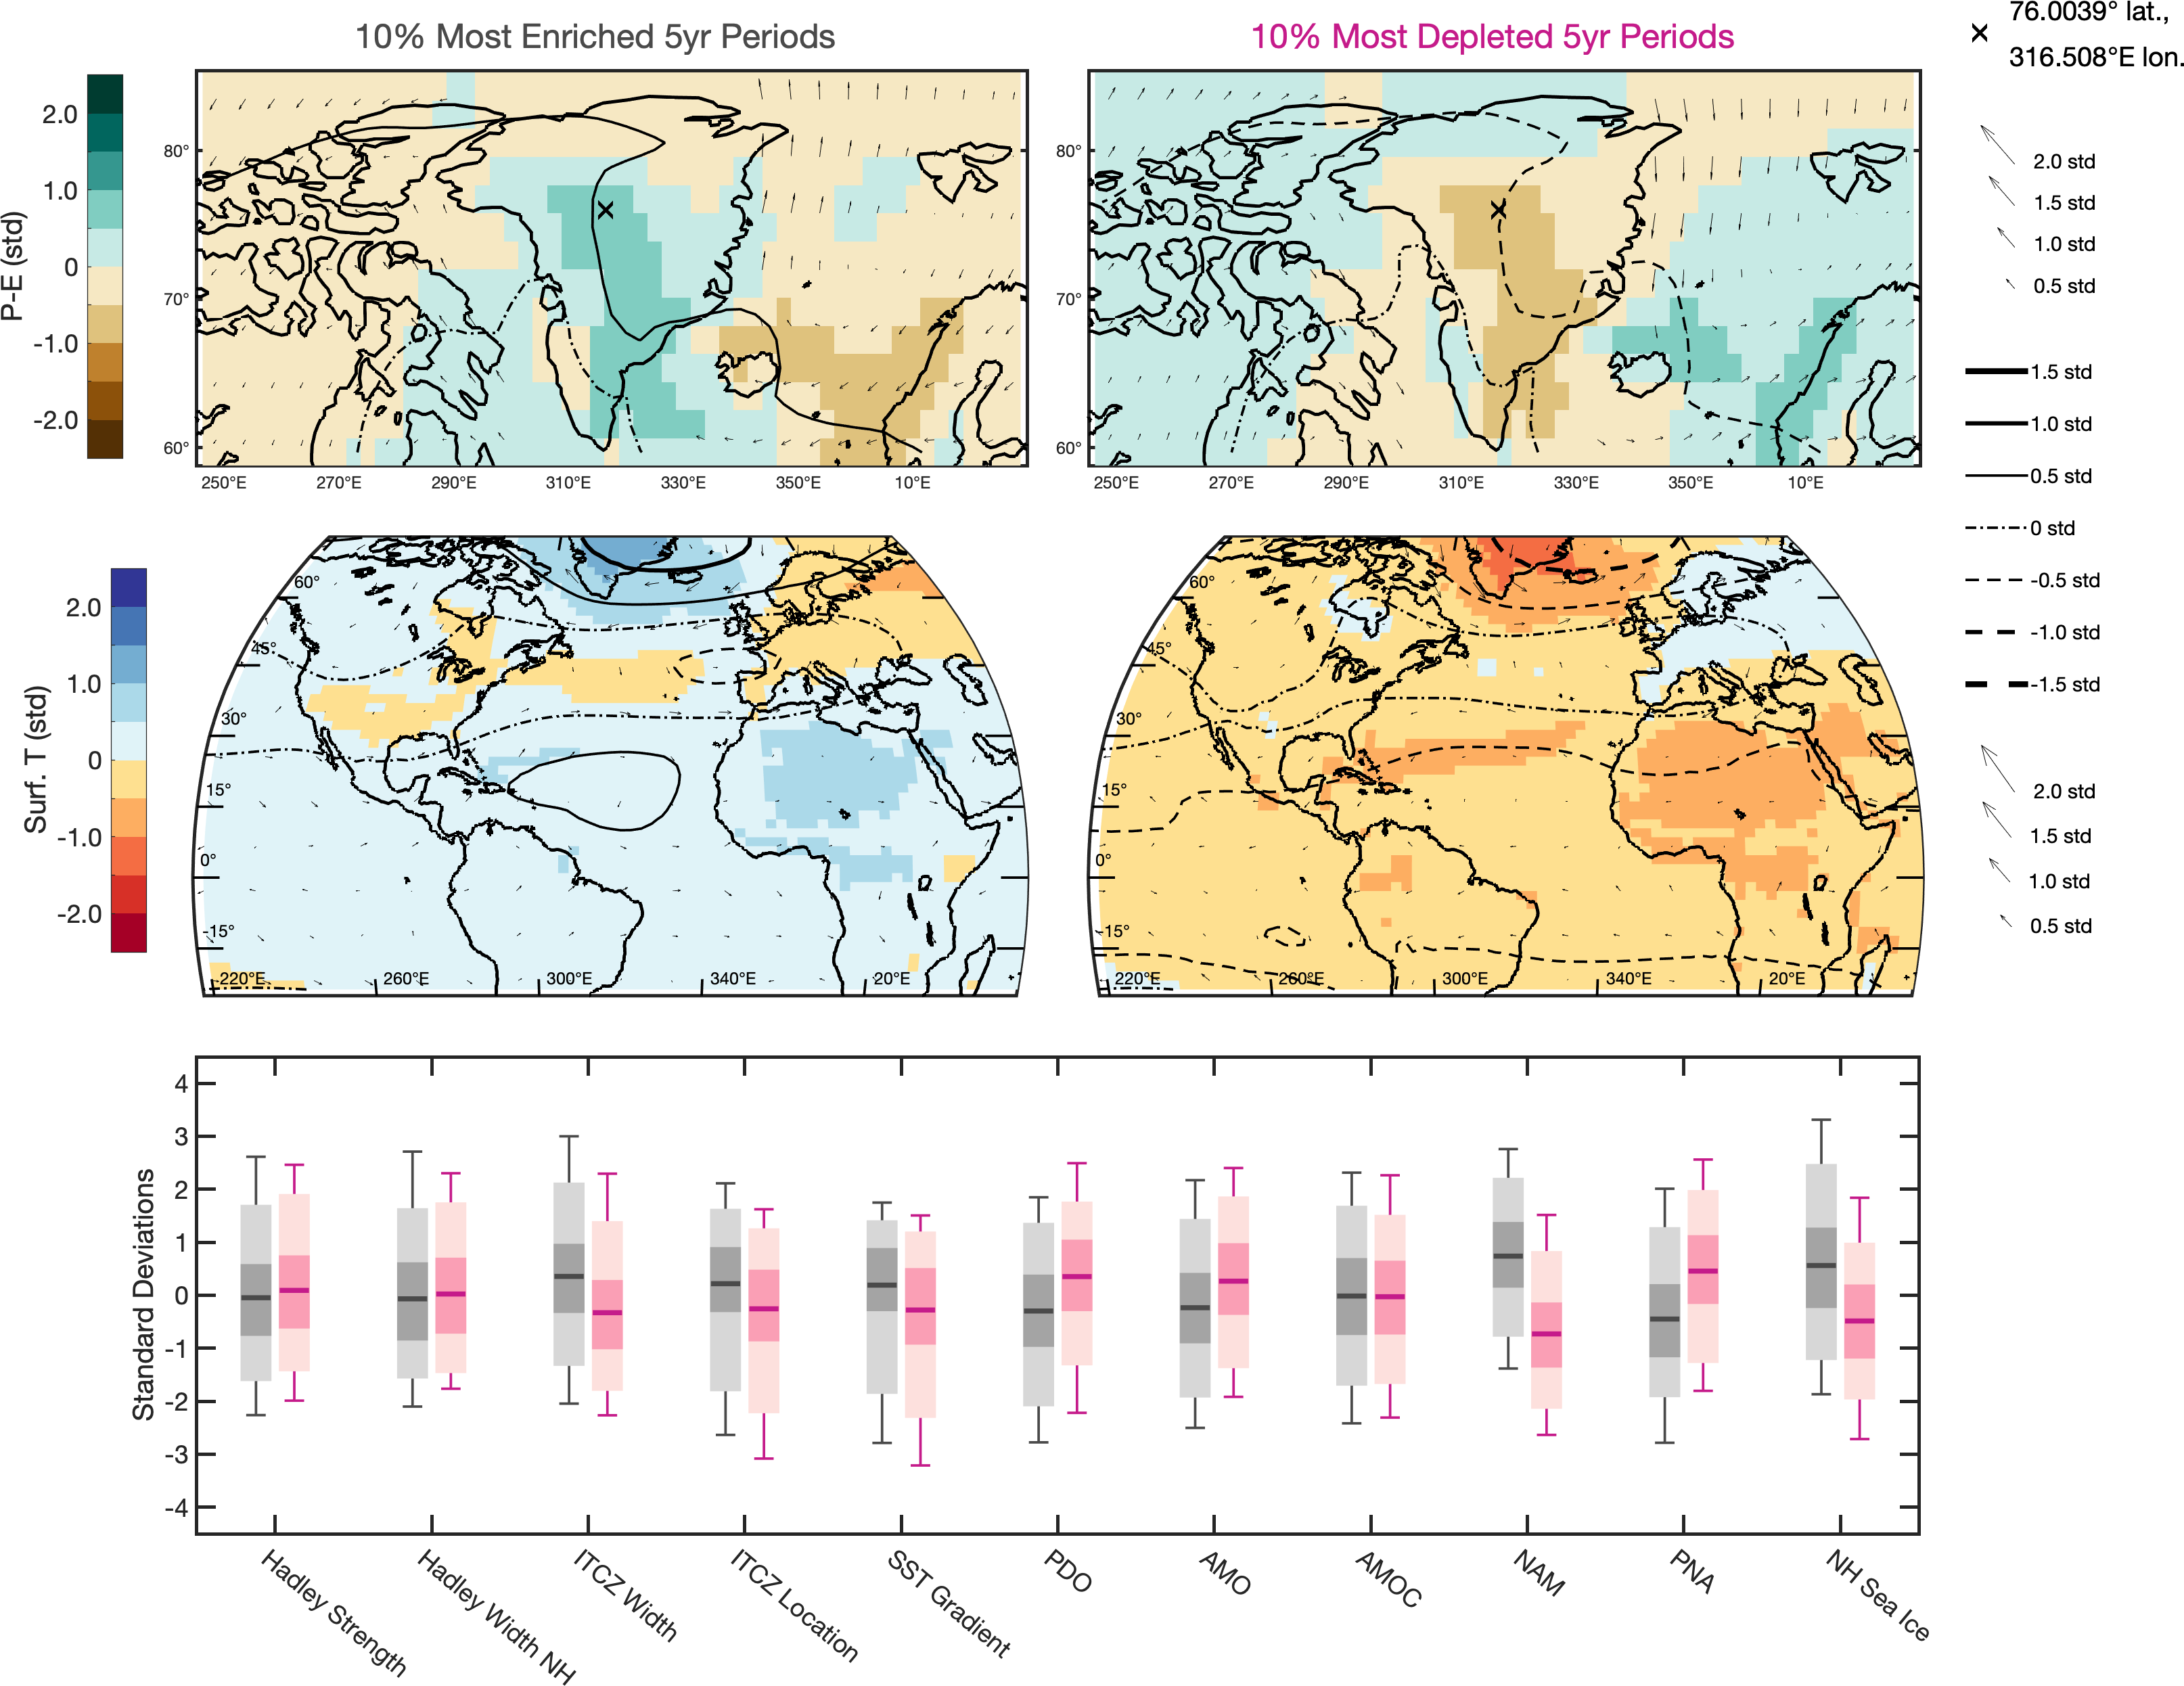 10% Most Enriched 5yr Periods
10% Most Depleted 5yr Periods
76.0039° lat.,
316.508°E lon.
P-E (std)
2.0
1.0
0
-1.0
-2.0
80°
70°
60°
250°E 270°E 290°E 310°E 330°E 350°E 10°E
80°
70°
60°
250°E 270°E 290°E 310°E 330°E 350°E 10°E
2.0 std
1.5 std
1.0 std
0.5 std
1.5 std
1.0 std
0.5 std
0 std
-0.5 std
-1.0 std
-1.5 std
Surf. T (std)
2.0
1.0
0
-1.0
-2.0
60°
45°
30°
15°
0°
-15°
220°E 260°E 300°E 340°E 20°E
60°
45°
30°
15°
0°
-15°
220°E 260°E 300°E 340°E 20°E
2.0 std
1.5 std
1.0 std
0.5 std
Standard Deviations
4
3
2
1
0
-1
-2
-3
-4
Hadley Strength
Hadley Width NH
ITCZ Width
ITCZ Location
SST Gradient
PDO
AMO
AMOC
NAM
PNA
NH Sea Ice